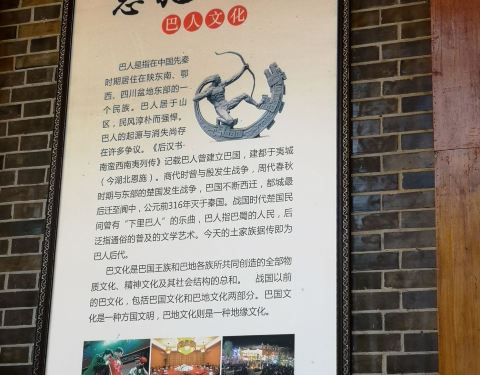 巴人文化
巴人是指在中国先秦
时期居住在陕东南、鄂
西、四川盆地东部的一
个民族。巴人居于山
区，民风淳朴而强悍。
巴人的起源与消失尚存
在许多争议。《后汉书·
南蛮西南夷列传》记载巴人曾建立巴国，建都于夷城
（今湖北恩施）。商代时曾与殷发生战争，周代春秋
时期与东部的楚国发生战争，巴国不断西迁，都城最
后迁至阆中，公元前316年灭于秦国。战国时代楚国民
间曾有“下里巴人”的乐曲，巴人指巴蜀的人民，后
泛指通俗的普及的文学艺术。今天的土家族据传即为
巴人后代。
巴文化是巴国王族和巴地各族所共同创造的全部物
质文化、精神文化及其社会结构的总和。 战国以前
的巴文化，包括巴国文化和巴地文化两部分。巴国文
化是一种方国文明，巴地文化则是一种地缘文化。